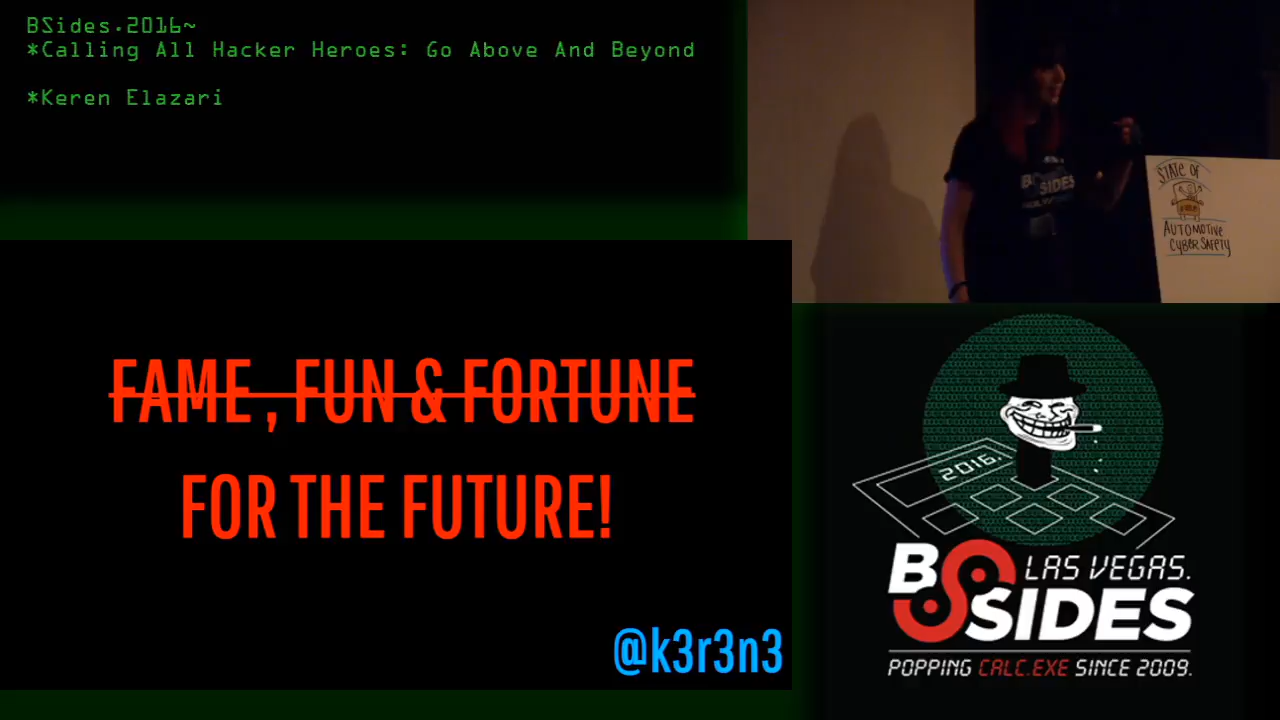 BSides.2016~
*Calling All Hacker Heroes: Go Above And Beyond
*Keren Elazari
B SIDES
STATE OF
AUTOMOTIVE
CYBER SAFETY
FAME, FUN & FORTUNE
FOR THE FUTURE!
@k3r3n3
2016.
BSIDES LAS VEGAS.
POPPING CALC.EXE SINCE 2009.